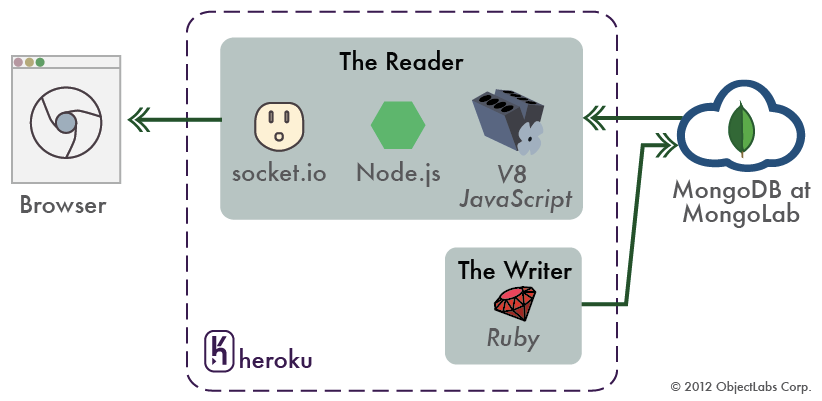 The Reader
socket.io
Node.js
V8
JavaScript
Browser
MongoDB at
MongoLab
The Writer
Ruby
heroku
© 2012 ObjectLabs Corp.